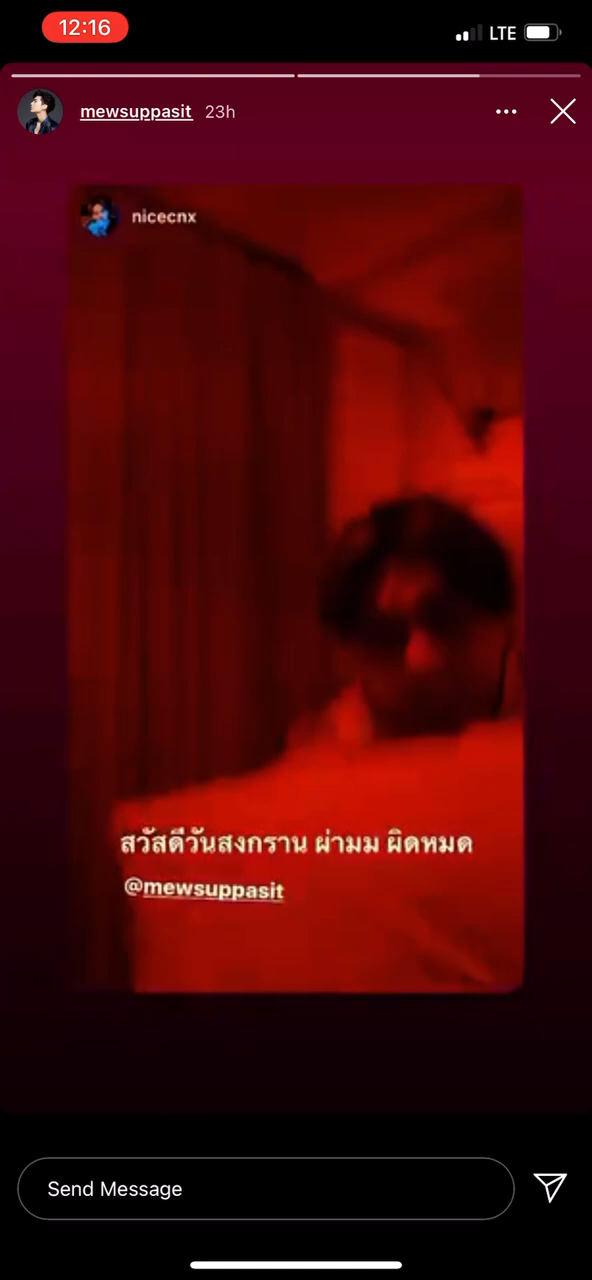 12:16
LTE
mewsuppasit 23h
nicecnx
สวัสดีวันสงกราน ผ่ามม ผิดหมด
@mewsuppasit
Send Message